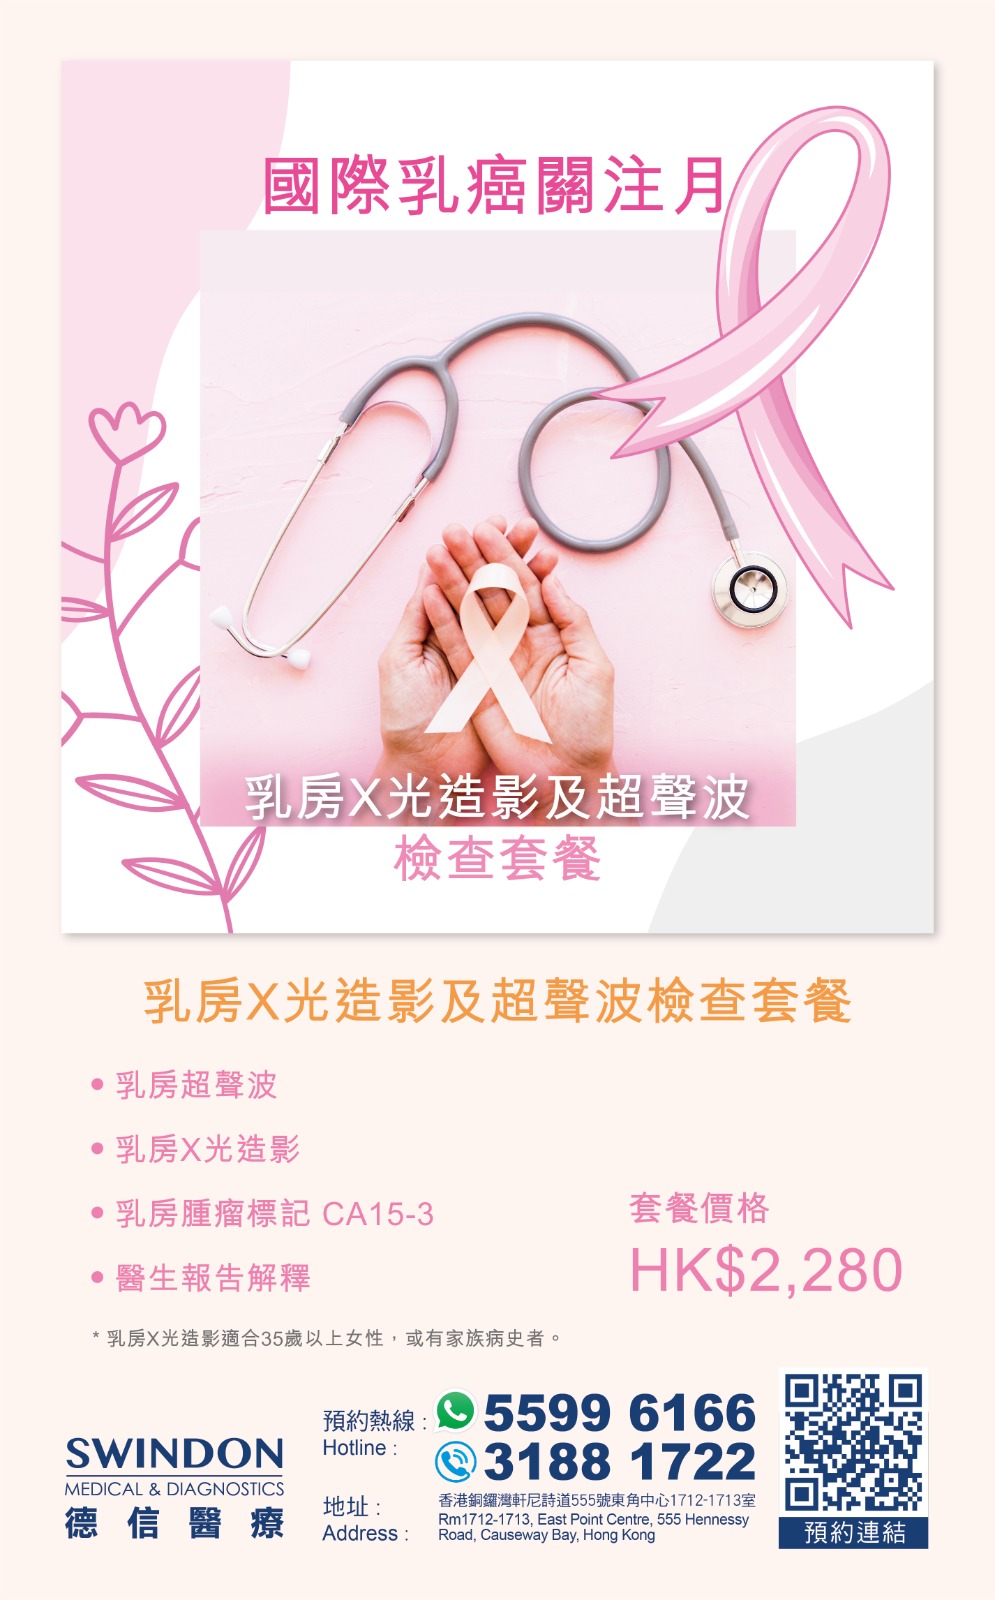 國際乳癌關注月
乳房X光造影及超聲波
檢查套餐
乳房X光造影及超聲波檢查套餐
• 乳房超聲波
• 乳房X光造影
• 乳房腫瘤標記 CA15-3
• 醫生報告解釋
套餐價格
HK$2,280
* 乳房X光造影適合35歲以上女性，或有家族病史者。
SWINDON
MEDICAL & DIAGNOSTICS
德信醫療
預約熱線 :
Hotline :
5599 6166
3188 1722
地址 :
Address :
香港銅鑼灣軒尼詩道555號東角中心1712-1713室
Rm1712-1713, East Point Centre, 555 Hennessy
Road, Causeway Bay, Hong Kong
預約連結